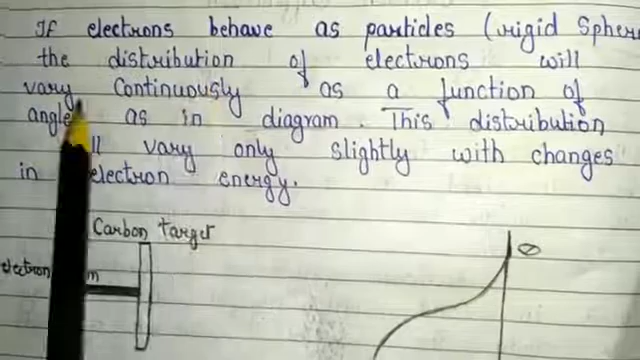 If electrons behave as particles (rigid Sphere
the distribution of electrons will
vary continuously as a function of
angle as in diagram. This distribution
ll vary only slightly with changes
in electron energy.
Carbon target
electron m
θ